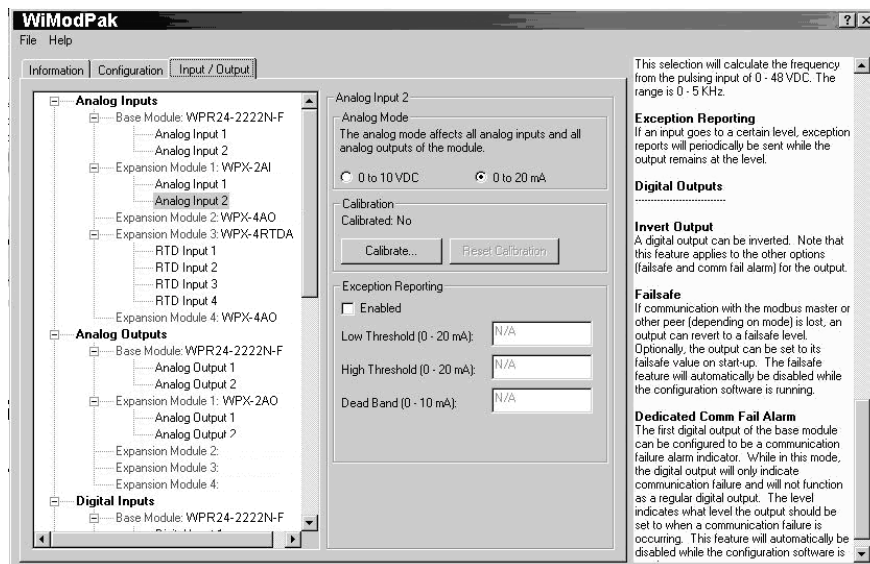 WiModPak
File Help
Information Configuration Input / Output
Analog Inputs
Base Module: WPR24-2222N-F
Analog Input 1
Analog Input 2
Expansion Module 1: WPX-2AI
Analog Input 1
Analog Input 2
Expansion Module 2: WPX-4AO
Expansion Module 3: WPX-4RTDA
RTD Input 1
RTD Input 2
RTD Input 3
RTD Input 4
Expansion Module 4: WPX-4AO
Analog Outputs
Base Module: WPR24-2222N-F
Analog Output 1
Analog Output 2
Expansion Module 1: WPX-2AO
Analog Output 1
Analog Output 2
Expansion Module 2:
Expansion Module 3:
Expansion Module 4:
Digital Inputs
Base Module: WPR24-2222N-F
Analog Input 2
Analog Mode
The analog mode affects all analog inputs and all
analog outputs of the module.
0 to 10 VDC 0 to 20 mA
Calibration
Calibrated: No
Calibrate... Reset Calibration
Exception Reporting
Enabled
Low Threshold (0 - 20 mA): N/A
High Threshold (0 - 20 mA): N/A
Dead Band (0 - 10 mA): N/A
This selection will calculate the frequency
from the pulsing input of 0 - 48 VDC. The
range is 0 - 5 KHz.
Exception Reporting
If an input goes to a certain level, exception
reports will periodically be sent while the
output remains at the level.
Digital Outputs
----------------------------
Invert Output
A digital output can be inverted. Note that
this feature applies to the other options
(failsafe and comm fail alarm) for the output.
Failsafe
If communication with the modbus master or
other peer (depending on mode) is lost, an
output can revert to a failsafe level.
Optionally, the output can be set to its
failsafe value on start-up. The failsafe
feature will automatically be disabled while
the configuration software is running.
Dedicated Comm Fail Alarm
The first digital output of the base module
can be configured to be a communication
failure alarm indicator. While in this mode,
the digital output will only indicate
communication failure and will not function
as a regular digital output. The level
indicates what level the output should be
set to when a communication failure is
occurring. This feature will automatically be
disabled while the configuration software is